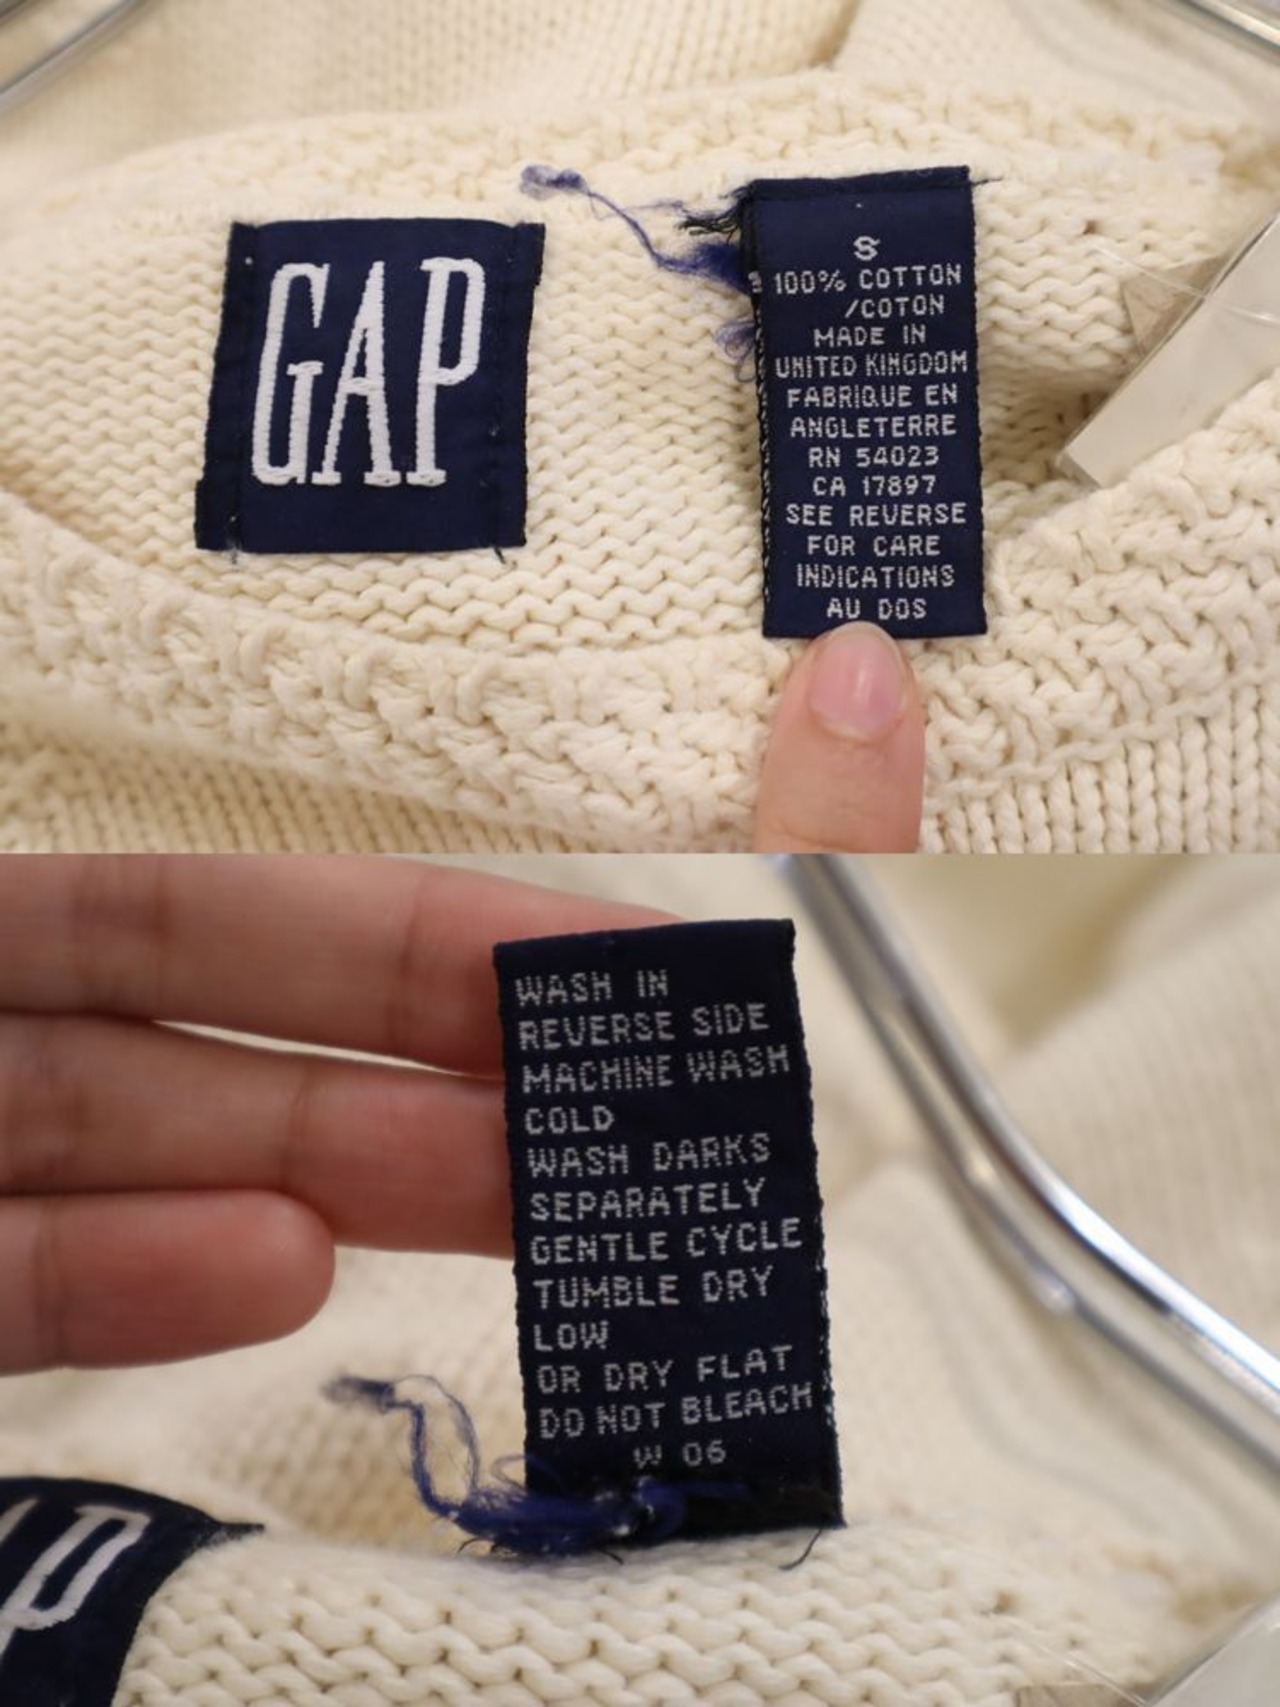 GAP
S
100% COTTON
/COTON
MADE IN
UNITED KINGDOM
FABRIQUE EN
ANGLETERRE
RN 54023
CA 17897
SEE REVERSE
FOR CARE
INDICATIONS
AU DOS
WASH IN
REVERSE SIDE
MACHINE WASH
COLD
WASH DARKS
SEPARATELY
GENTLE CYCLE
TUMBLE DRY
LOW
OR DRY FLAT
DO NOT BLEACH
W 06